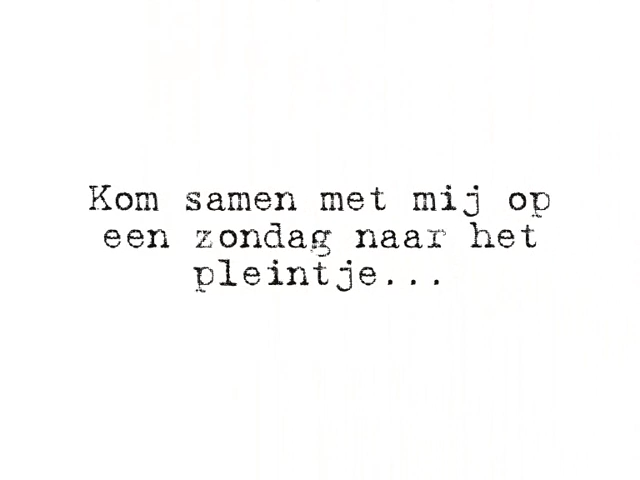 Kom samen met mij op
een zondag naar het
pleintje...